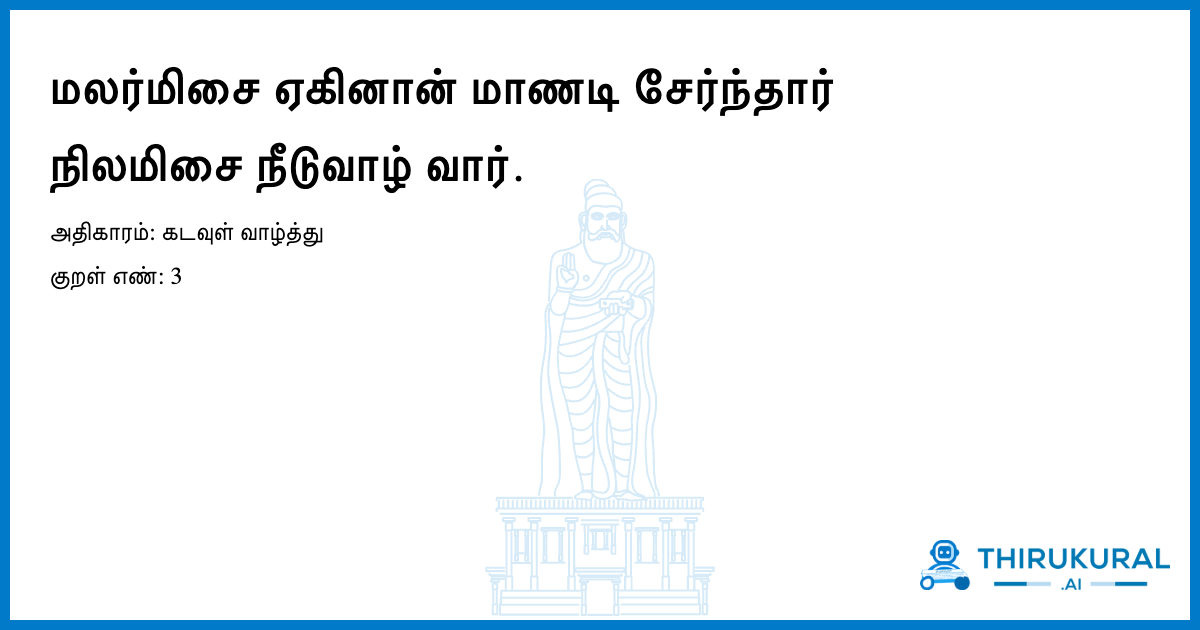 மலர்மிசை ஏகினான் மாணடி சேர்ந்தார்
நிலமிசை நீடுவாழ் வார்.
அதிகாரம்: கடவுள் வாழ்த்து
குறள் எண்: 3
THIRUKURAL
.AI